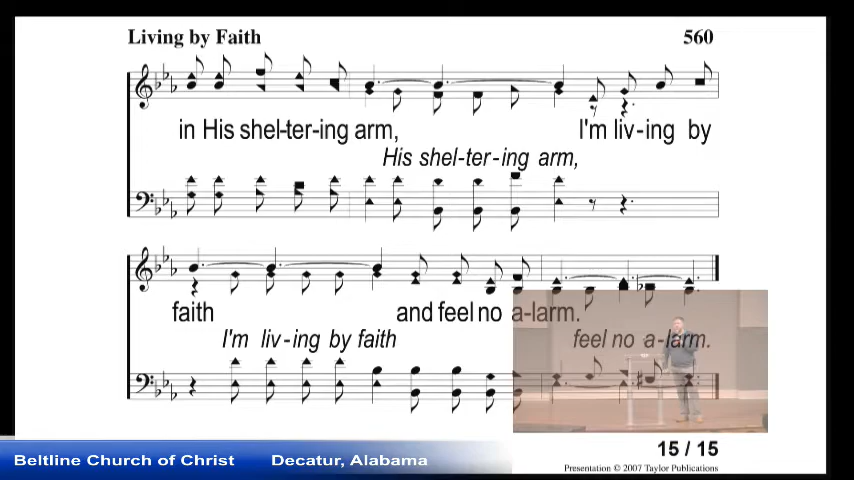 Living by Faith 560
in His shel-ter-ing arm, I'm liv-ing by
His shel-ter-ing arm,
faith and feel no a-larm.
I'm liv-ing by faith feel no a-larm.
15 / 15
Beltline Church of Christ Decatur, Alabama
Presentation © 2007 Taylor Publications